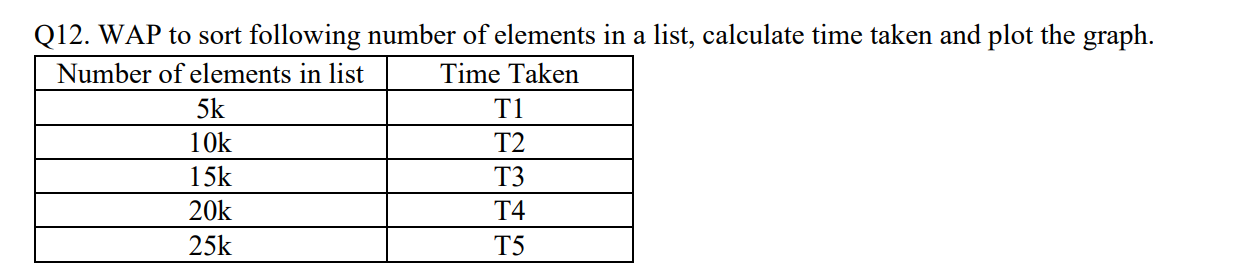 Q12. WAP to sort following number of elements in a list, calculate time taken and plot the graph.
Number of elements in list Time Taken
5k T1
10k T2
15k T3
20k T4
25k T5